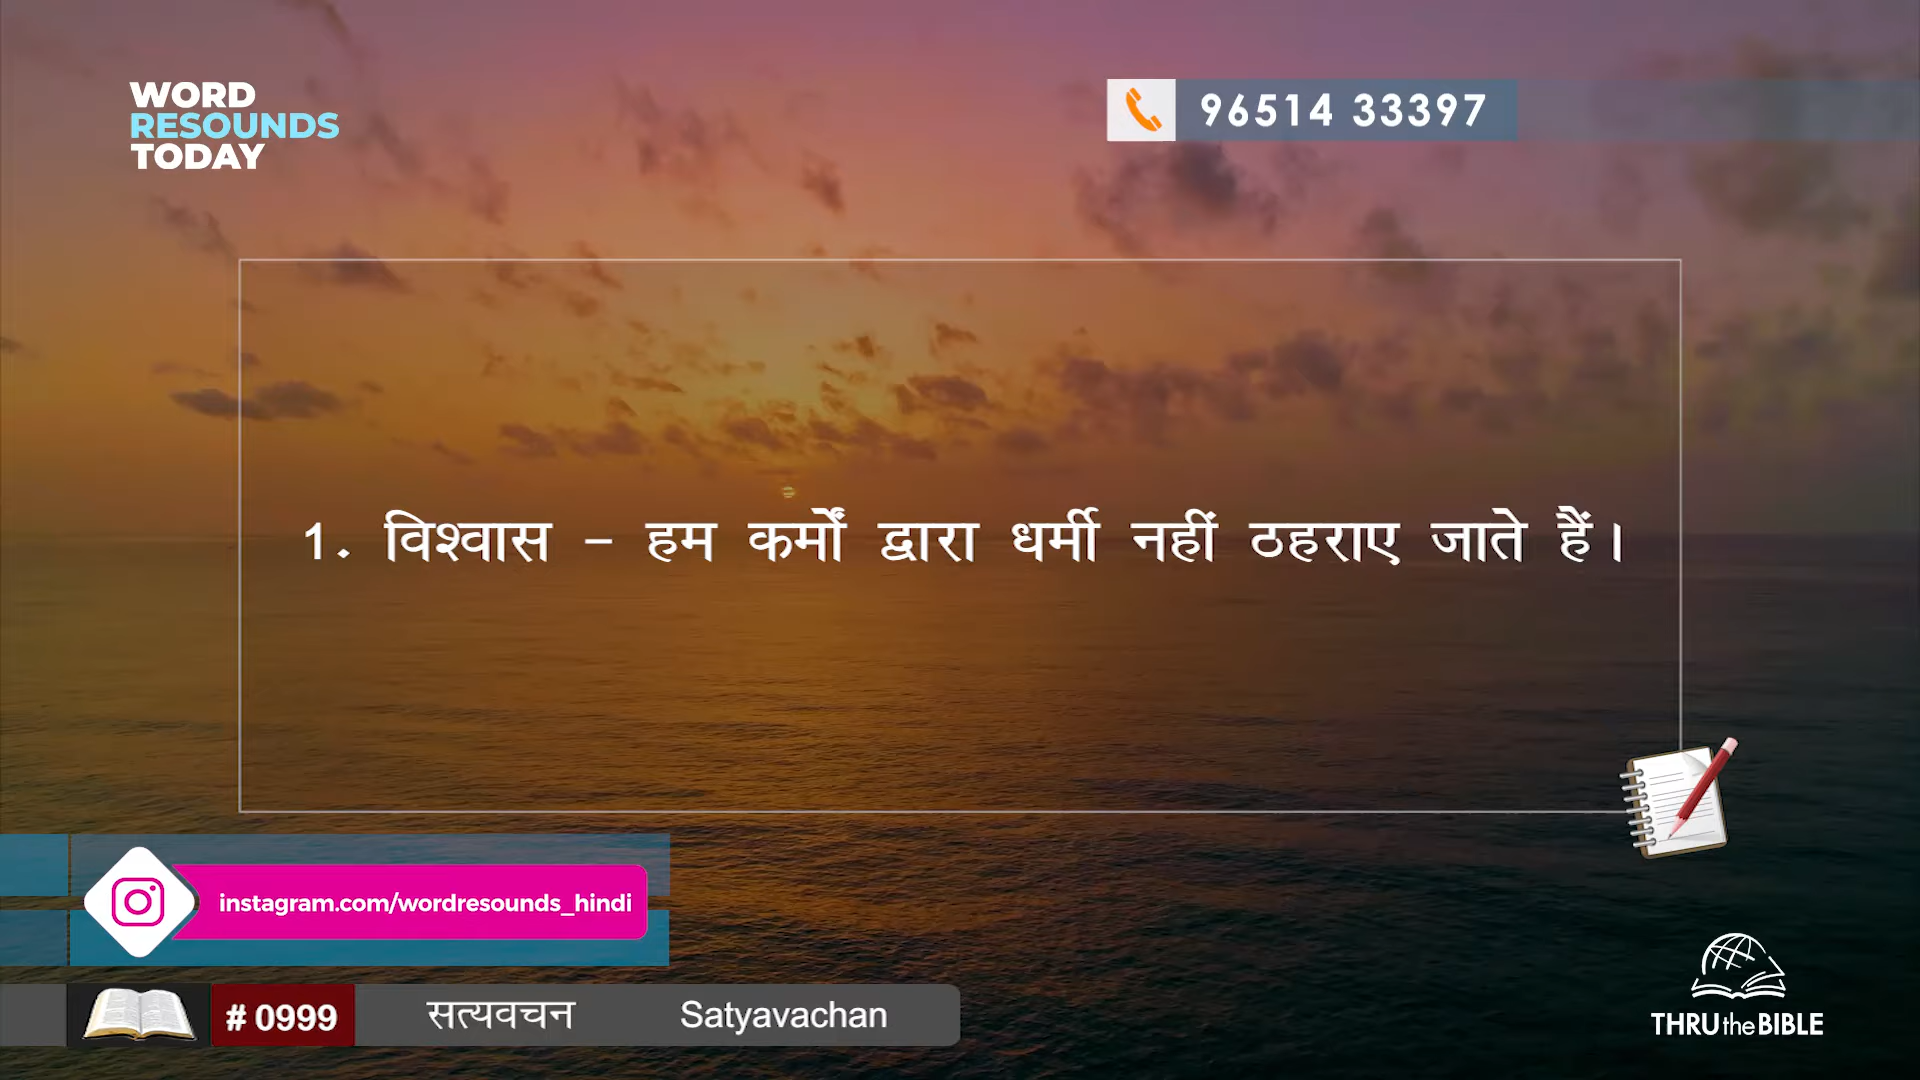 WORD
RESOUNDS
TODAY
96514 33397
1. विश्वास - हम कर्मों द्वारा धर्मी नहीं ठहराए जाते हैं।
instagram.com/wordresounds_hindi
# 0999 सत्यवचन Satyavachan
THRU the BIBLE